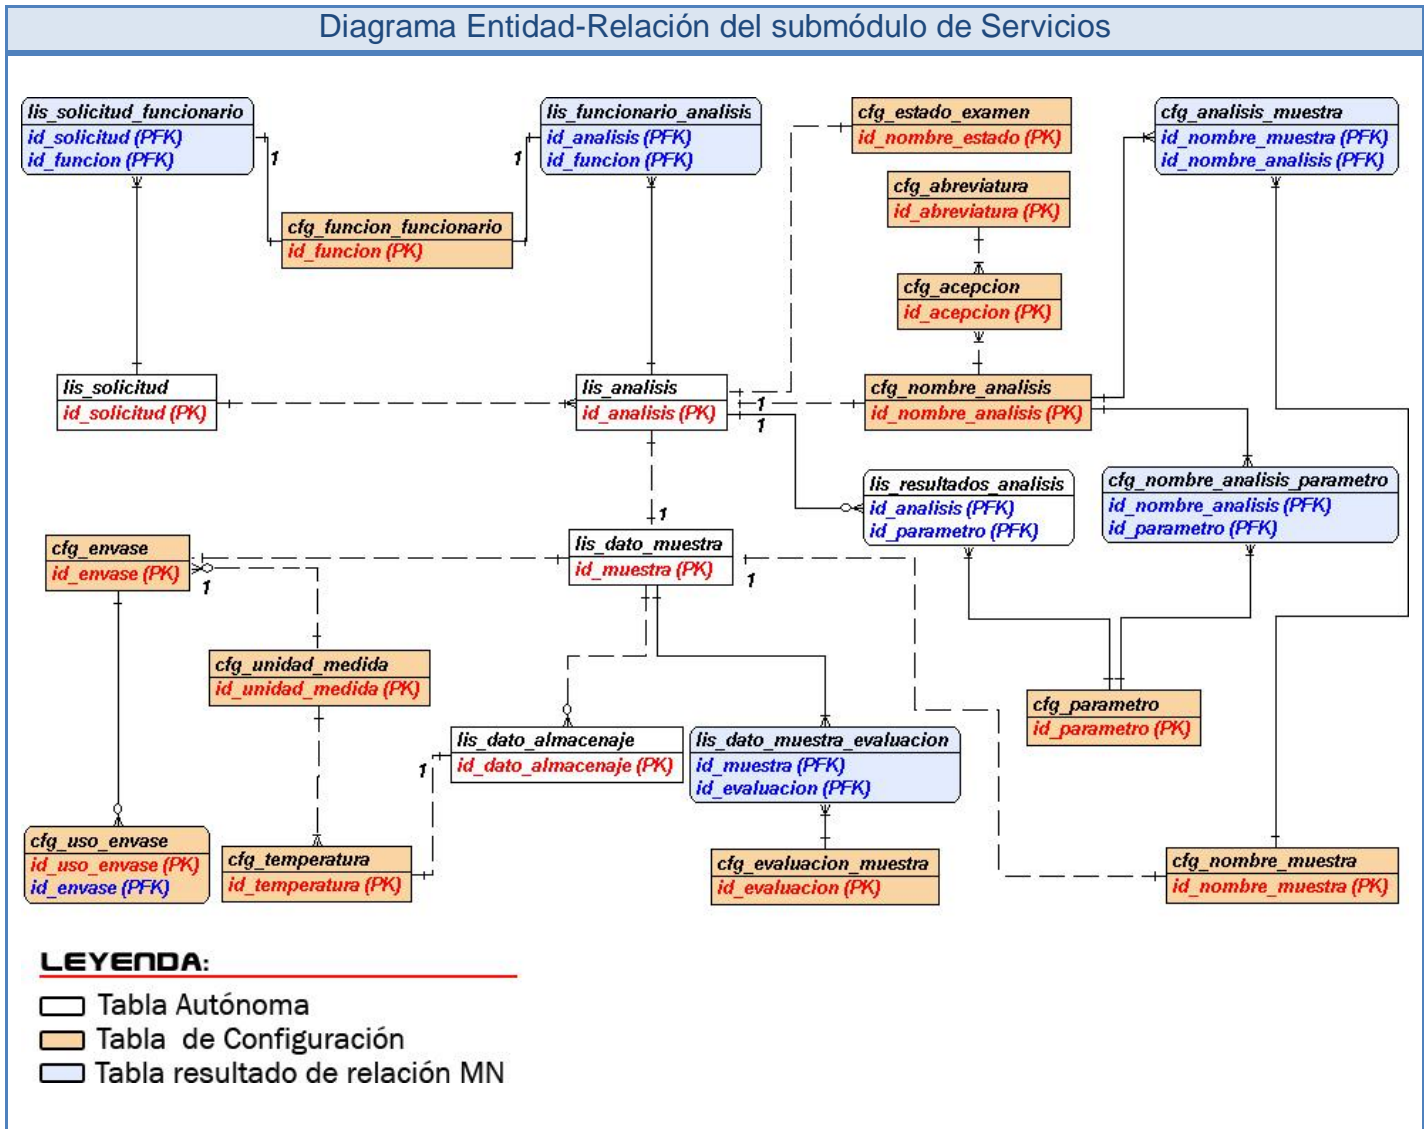 Diagrama Entidad-Relación del submódulo de Servicios
lis_solicitud_funcionario
id_solicitud (PFK)
id_funcion (PFK)
1
lis_funcionario_analisis
id_analisis (PFK)
id_funcion (PFK)
1
cfg_estado_examen
id_nombre_estado (PK)
cfg_analisis_muestra
id_nombre_muestra (PFK)
id_nombre_analisis (PFK)
cfg_abreviatura
id_abreviatura (PK)
cfg_funcion_funcionario
id_funcion (PK)
cfg_acepcion
id_acepcion (PK)
lis_solicitud
id_solicitud (PK)
lis_analisis
id_analisis (PK)
1
1
cfg_nombre_analisis
id_nombre_analisis (PK)
lis_resultados_analisis
id_analisis (PFK)
id_parametro (PFK)
cfg_nombre_analisis_parametro
id_nombre_analisis (PFK)
id_parametro (PFK)
1
cfg_envase
id_envase (PK)
1
lis_dato_muestra
id_muestra (PK)
1
cfg_unidad_medida
id_unidad_medida (PK)
cfg_parametro
id_parametro (PK)
lis_dato_almacenaje
id_dato_almacenaje (PK)
1
lis_dato_muestra_evaluacion
id_muestra (PFK)
id_evaluacion (PFK)
cfg_uso_envase
id_uso_envase (PK)
id_envase (PFK)
cfg_temperatura
id_temperatura (PK)
cfg_evaluacion_muestra
id_evaluacion (PK)
cfg_nombre_muestra
id_nombre_muestra (PK)
LEYENDA:
Tabla Autónoma
Tabla de Configuración
Tabla resultado de relación MN